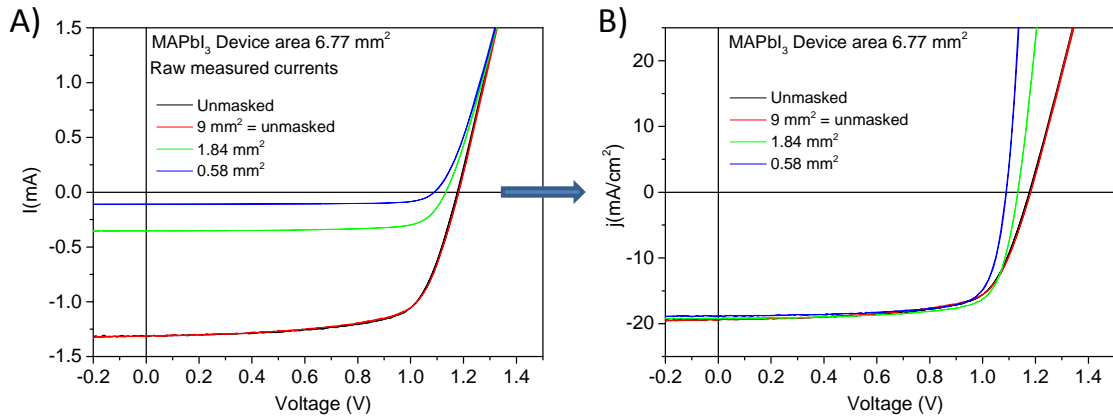 A)
MAPbI₃ Device area 6.77 mm²
Raw measured currents
Unmasked
9 mm² = unmasked
1.84 mm²
0.58 mm²
I(mA)
1.5
1.0
0.5
0.0
-0.5
-1.0
-1.5
-0.2 0.0 0.2 0.4 0.6 0.8 1.0 1.2 1.4
Voltage (V)
B)
MAPbI₃ Device area 6.77 mm²
Unmasked
9 mm² = unmasked
1.84 mm²
0.58 mm²
j(mA/cm²)
20
10
0
-10
-20
-0.2 0.0 0.2 0.4 0.6 0.8 1.0 1.2 1.4
Voltage (V)